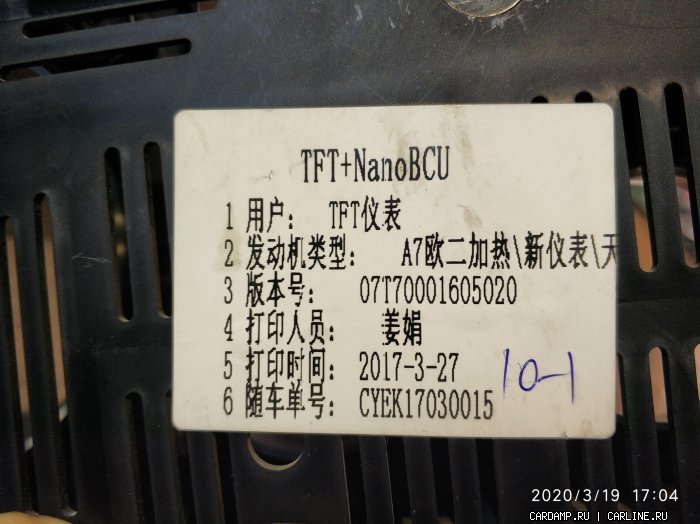 TFT+NanoBCU
1 用户: TFT仪表
2 发动机类型: A7欧二加热\新仪表\天
3 版本号: 07T70001605020
4 打印人员: 姜娟
5 打印时间: 2017-3-27
6 随车单号: CYEK17030015
10-1
2020/3/19 17:04
CARDAMP.RU | CARLINE.RU